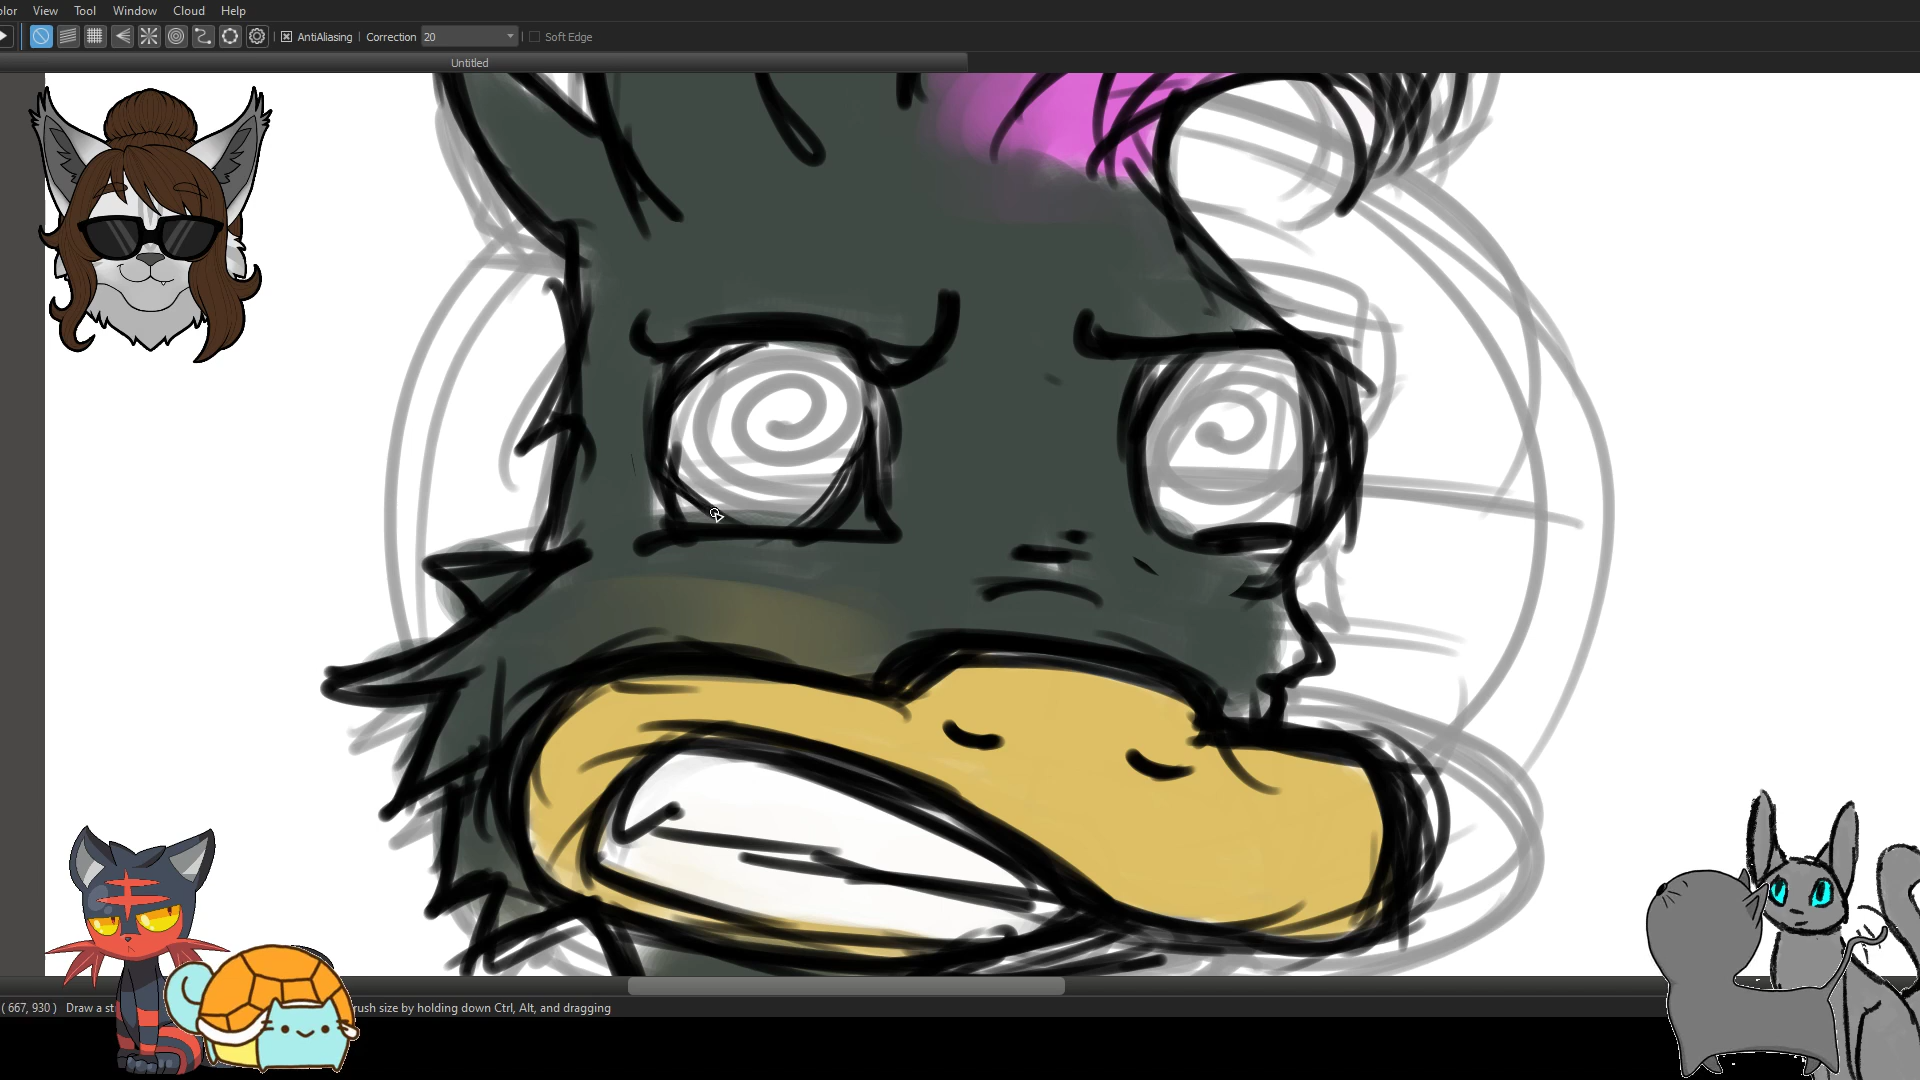 olor View Tool Window Cloud Help
AntiAliasing Correction 20 Soft Edge
Untitled
( 667, 930 ) Draw a st rush size by holding down Ctrl, Alt, and dragging